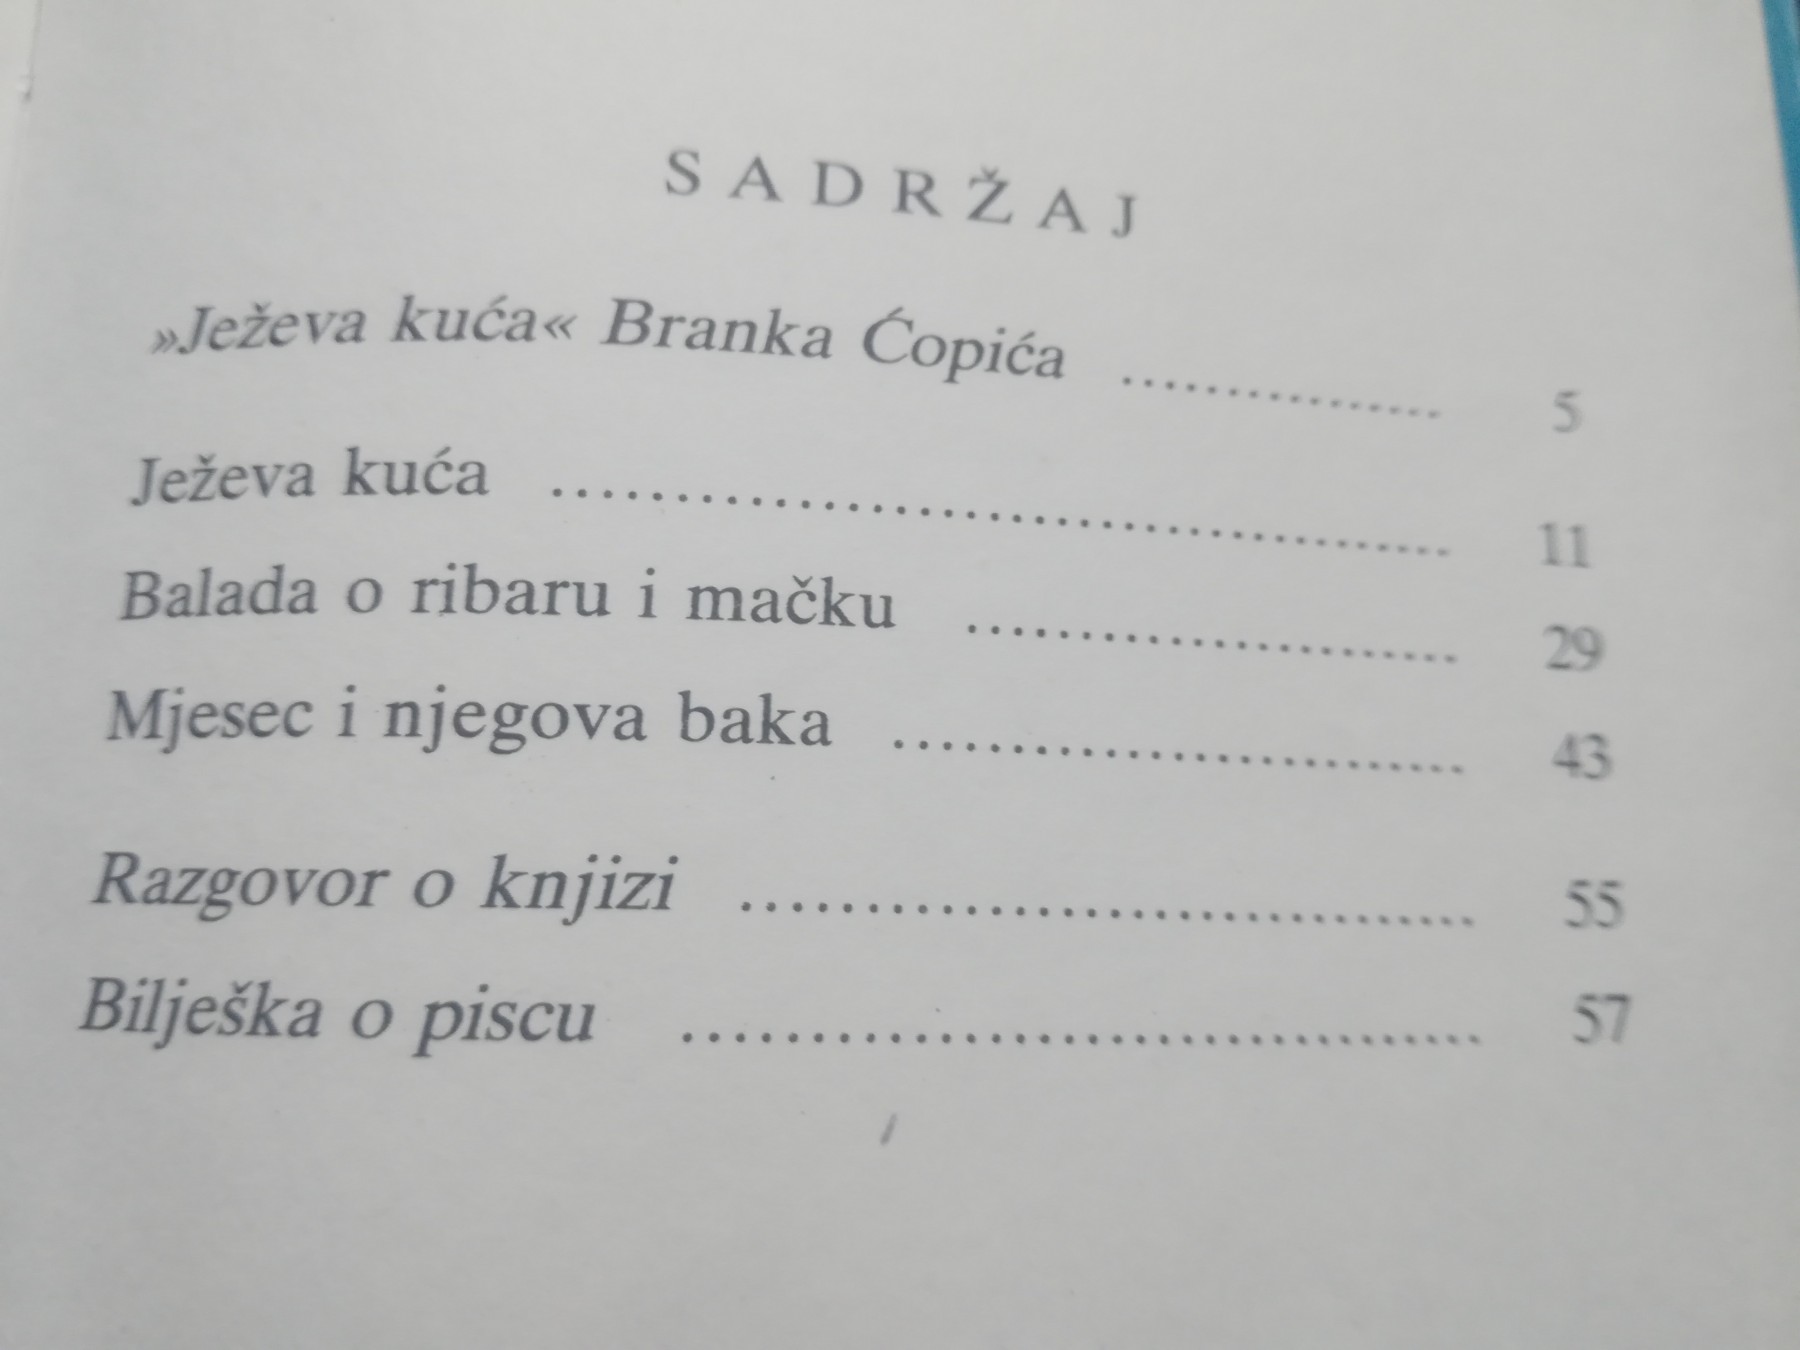 SADRŽAJ
»Ježeva kuća« Branka Ćopića .............. 5
Ježeva kuća ..................................... 11
Balada o ribaru i mačku ..................... 29
Mjesec i njegova baka ........................ 43
Razgovor o knjizi .............................. 55
Bilješka o piscu ................................ 57